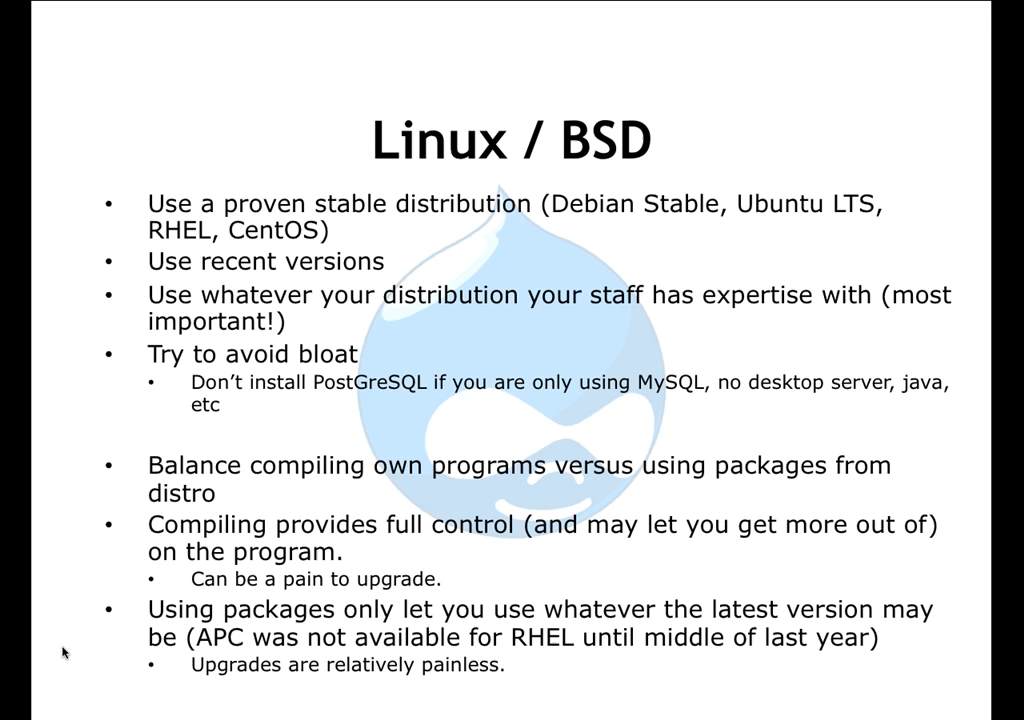 Linux / BSD
• Use a proven stable distribution (Debian Stable, Ubuntu LTS,
RHEL, CentOS)
• Use recent versions
• Use whatever your distribution your staff has expertise with (most
important!)
• Try to avoid bloat
• Don’t install PostGreSQL if you are only using MySQL, no desktop server, java,
etc
• Balance compiling own programs versus using packages from
distro
• Compiling provides full control (and may let you get more out of)
on the program.
• Can be a pain to upgrade.
• Using packages only let you use whatever the latest version may
be (APC was not available for RHEL until middle of last year)
• Upgrades are relatively painless.